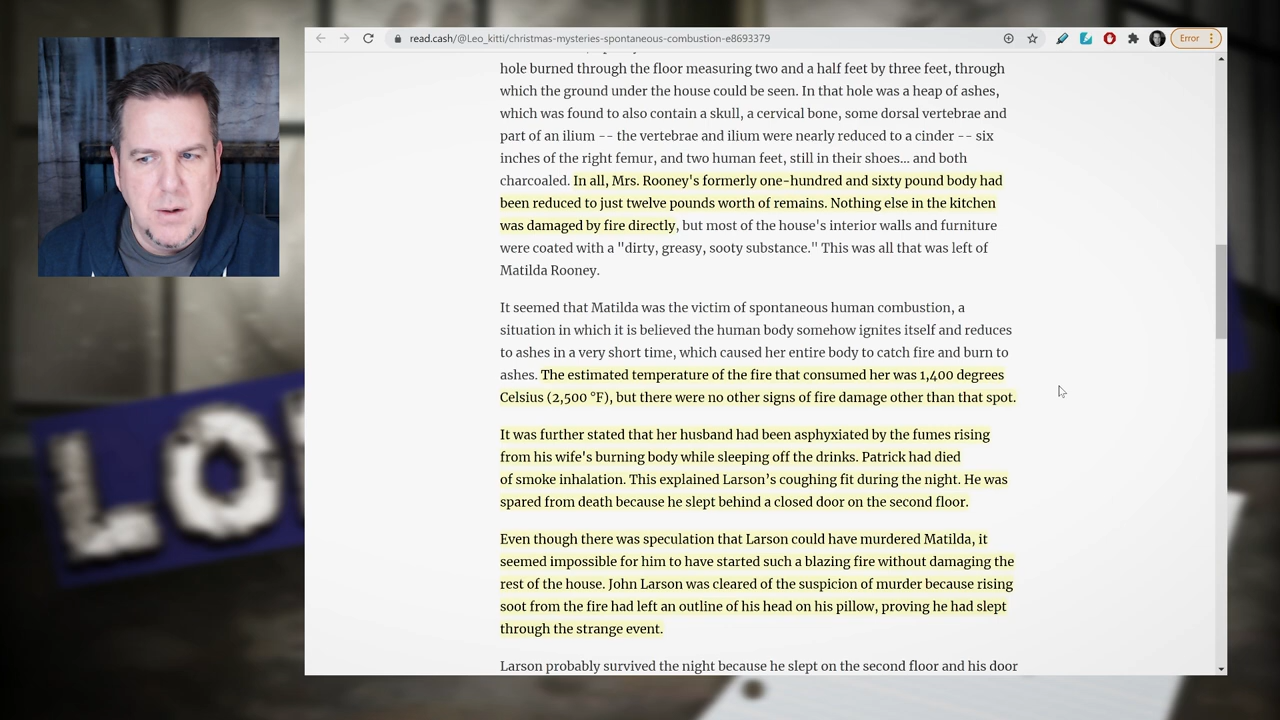 read.cash/@Leo_kitti/christmas-mysteries-spontaneous-combustion-e8693379
Error
hole burned through the floor measuring two and a half feet by three feet, through
which the ground under the house could be seen. In that hole was a heap of ashes,
which was found to also contain a skull, a cervical bone, some dorsal vertebrae and
part of an ilium -- the vertebrae and ilium were nearly reduced to a cinder -- six
inches of the right femur, and two human feet, still in their shoes... and both
charcoaled. In all, Mrs. Rooney's formerly one-hundred and sixty pound body had
been reduced to just twelve pounds worth of remains. Nothing else in the kitchen
was damaged by fire directly, but most of the house's interior walls and furniture
were coated with a "dirty, greasy, sooty substance." This was all that was left of
Matilda Rooney.
It seemed that Matilda was the victim of spontaneous human combustion, a
situation in which it is believed the human body somehow ignites itself and reduces
to ashes in a very short time, which caused her entire body to catch fire and burn to
ashes. The estimated temperature of the fire that consumed her was 1,400 degrees
Celsius (2,500 °F), but there were no other signs of fire damage other than that spot.
It was further stated that her husband had been asphyxiated by the fumes rising
from his wife's burning body while sleeping off the drinks. Patrick had died
of smoke inhalation. This explained Larson’s coughing fit during the night. He was
spared from death because he slept behind a closed door on the second floor.
Even though there was speculation that Larson could have murdered Matilda, it
seemed impossible for him to have started such a blazing fire without damaging the
rest of the house. John Larson was cleared of the suspicion of murder because rising
soot from the fire had left an outline of his head on his pillow, proving he had slept
through the strange event.
Larson probably survived the night because he slept on the second floor and his door
LO